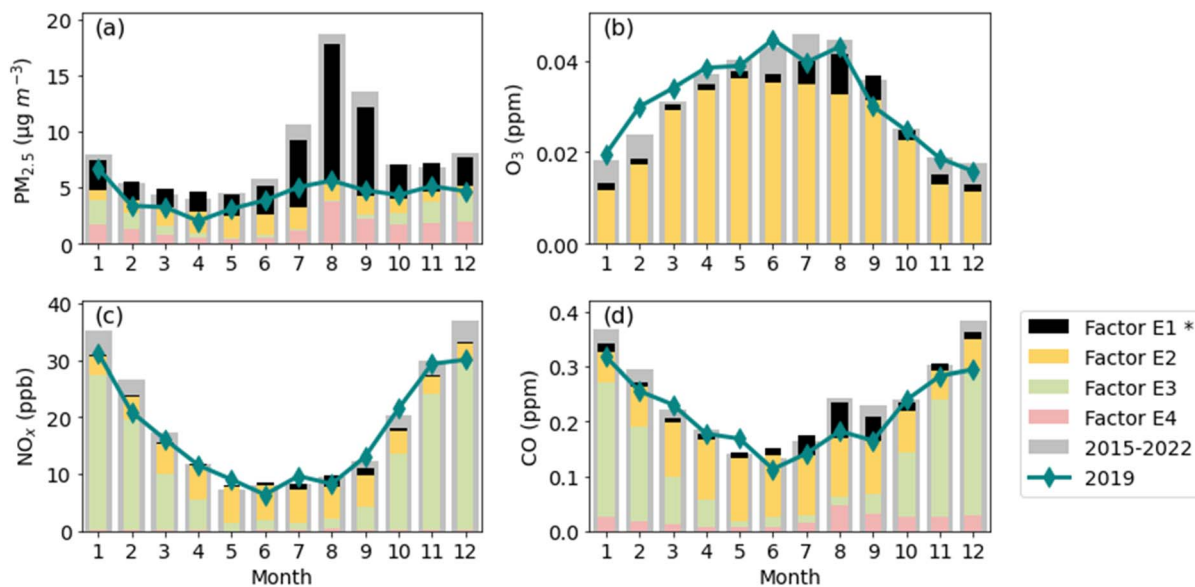 (a)
20
15
10
5
0
PM2.5 (μg m⁻³)
1 2 3 4 5 6 7 8 9 10 11 12
(b)
0.04
0.02
0.00
O3 (ppm)
1 2 3 4 5 6 7 8 9 10 11 12
(c)
40
30
20
10
0
NOx (ppb)
1 2 3 4 5 6 7 8 9 10 11 12
Month
(d)
0.4
0.3
0.2
0.1
0.0
CO (ppm)
1 2 3 4 5 6 7 8 9 10 11 12
Month
Factor E1 *
Factor E2
Factor E3
Factor E4
2015-2022
2019